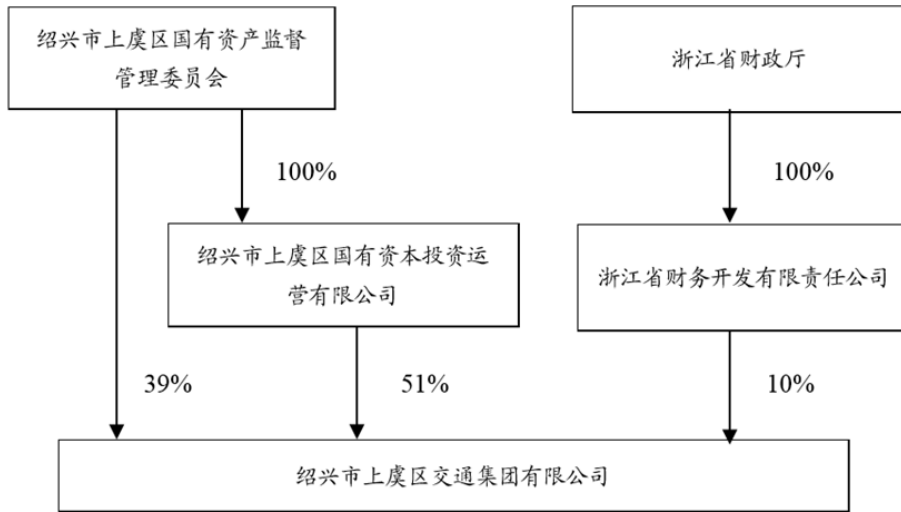 绍兴市上虞区国有资产监督
管理委员会
浙江省财政厅
100%
100%
绍兴市上虞区国有资本投资运
营有限公司
浙江省财务开发有限责任公司
39%
51%
10%
绍兴市上虞区交通集团有限公司